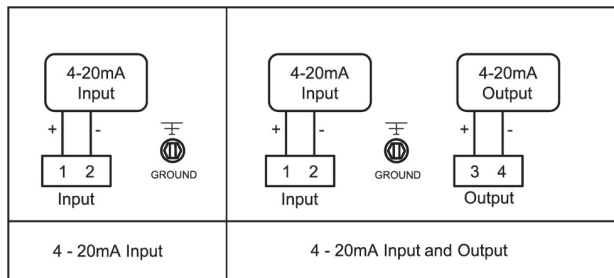 4-20mA
Input
+ -
1 2
Input
GROUND
4 - 20mA Input
4-20mA
Input
+ -
1 2
Input
GROUND
4-20mA
Output
+ -
3 4
Output
4 - 20mA Input and Output